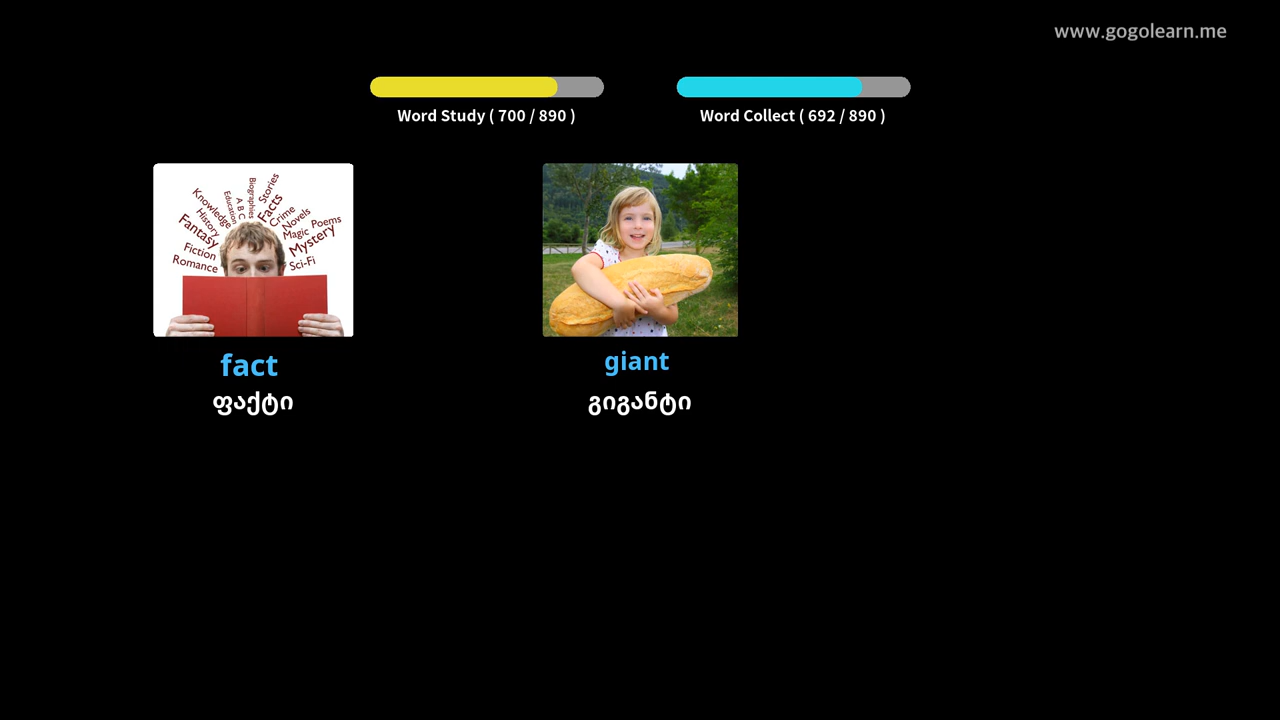 www.gogolearn.me
Word Study ( 700 / 890 )
Word Collect ( 692 / 890 )
Knowledge
History
Fantasy
Fiction
Romance
Education
A B C
Biographies
Stories
Facts
Crime
Novels
Magic
Poems
Mystery
Sci-Fi
fact
ფაქტი
giant
გიგანტი